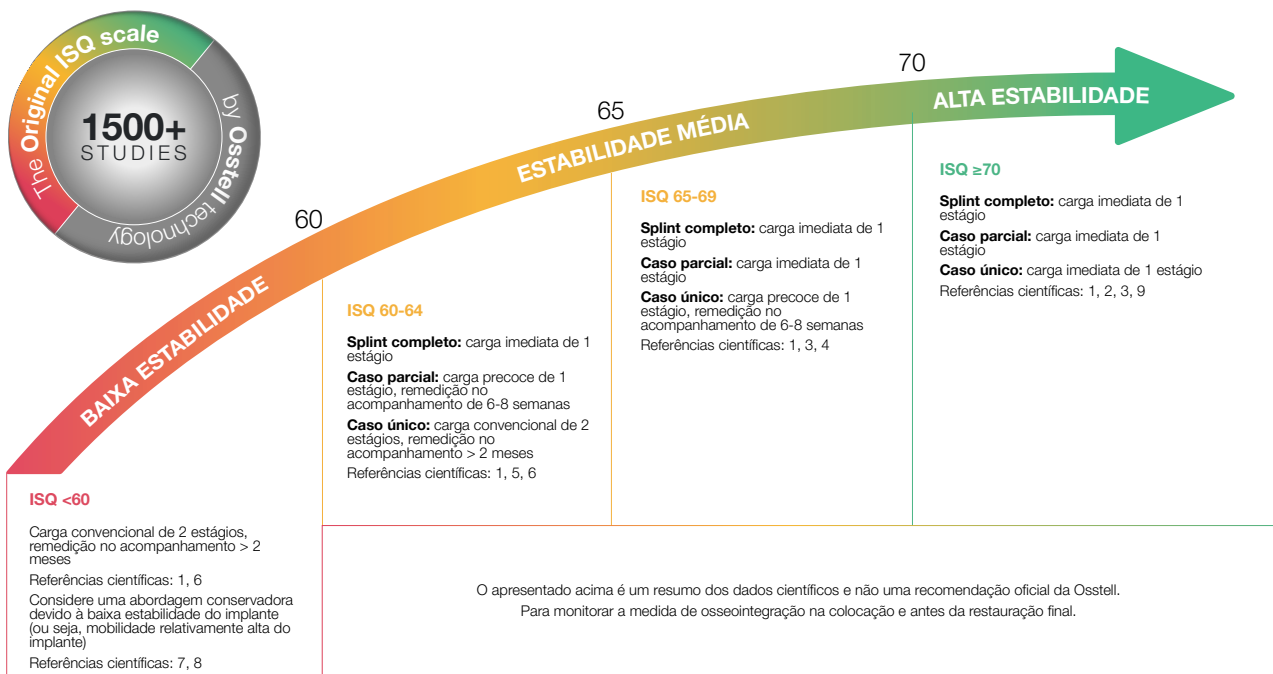 The Original ISQ scale
by Osstell technology
1500+
STUDIES
BAIXA ESTABILIDADE
60
ESTABILIDADE MÉDIA
65
70
ALTA ESTABILIDADE
ISQ <60
Carga convencional de 2 estágios,
remedição no acompanhamento > 2
meses
Referências científicas: 1, 6
Considere uma abordagem conservadora
devido à baixa estabilidade do implante
(ou seja, mobilidade relativamente alta do
implante)
Referências científicas: 7, 8
ISQ 60-64
Splint completo: carga imediata de 1
estágio
Caso parcial: carga precoce de 1
estágio, remedição no
acompanhamento de 6-8 semanas
Caso único: carga convencional de 2
estágios, remedição no
acompanhamento > 2 meses
Referências científicas: 1, 5, 6
ISQ 65-69
Splint completo: carga imediata de 1
estágio
Caso parcial: carga imediata de 1
estágio
Caso único: carga precoce de 1
estágio, remedição no
acompanhamento de 6-8 semanas
Referências científicas: 1, 3, 4
ISQ ≥70
Splint completo: carga imediata de 1
estágio
Caso parcial: carga imediata de 1
estágio
Caso único: carga imediata de 1 estágio
Referências científicas: 1, 2, 3, 9
O apresentado acima é um resumo dos dados científicos e não uma recomendação oficial da Osstell.
Para monitorar a medida de osseointegração na colocação e antes da restauração final.